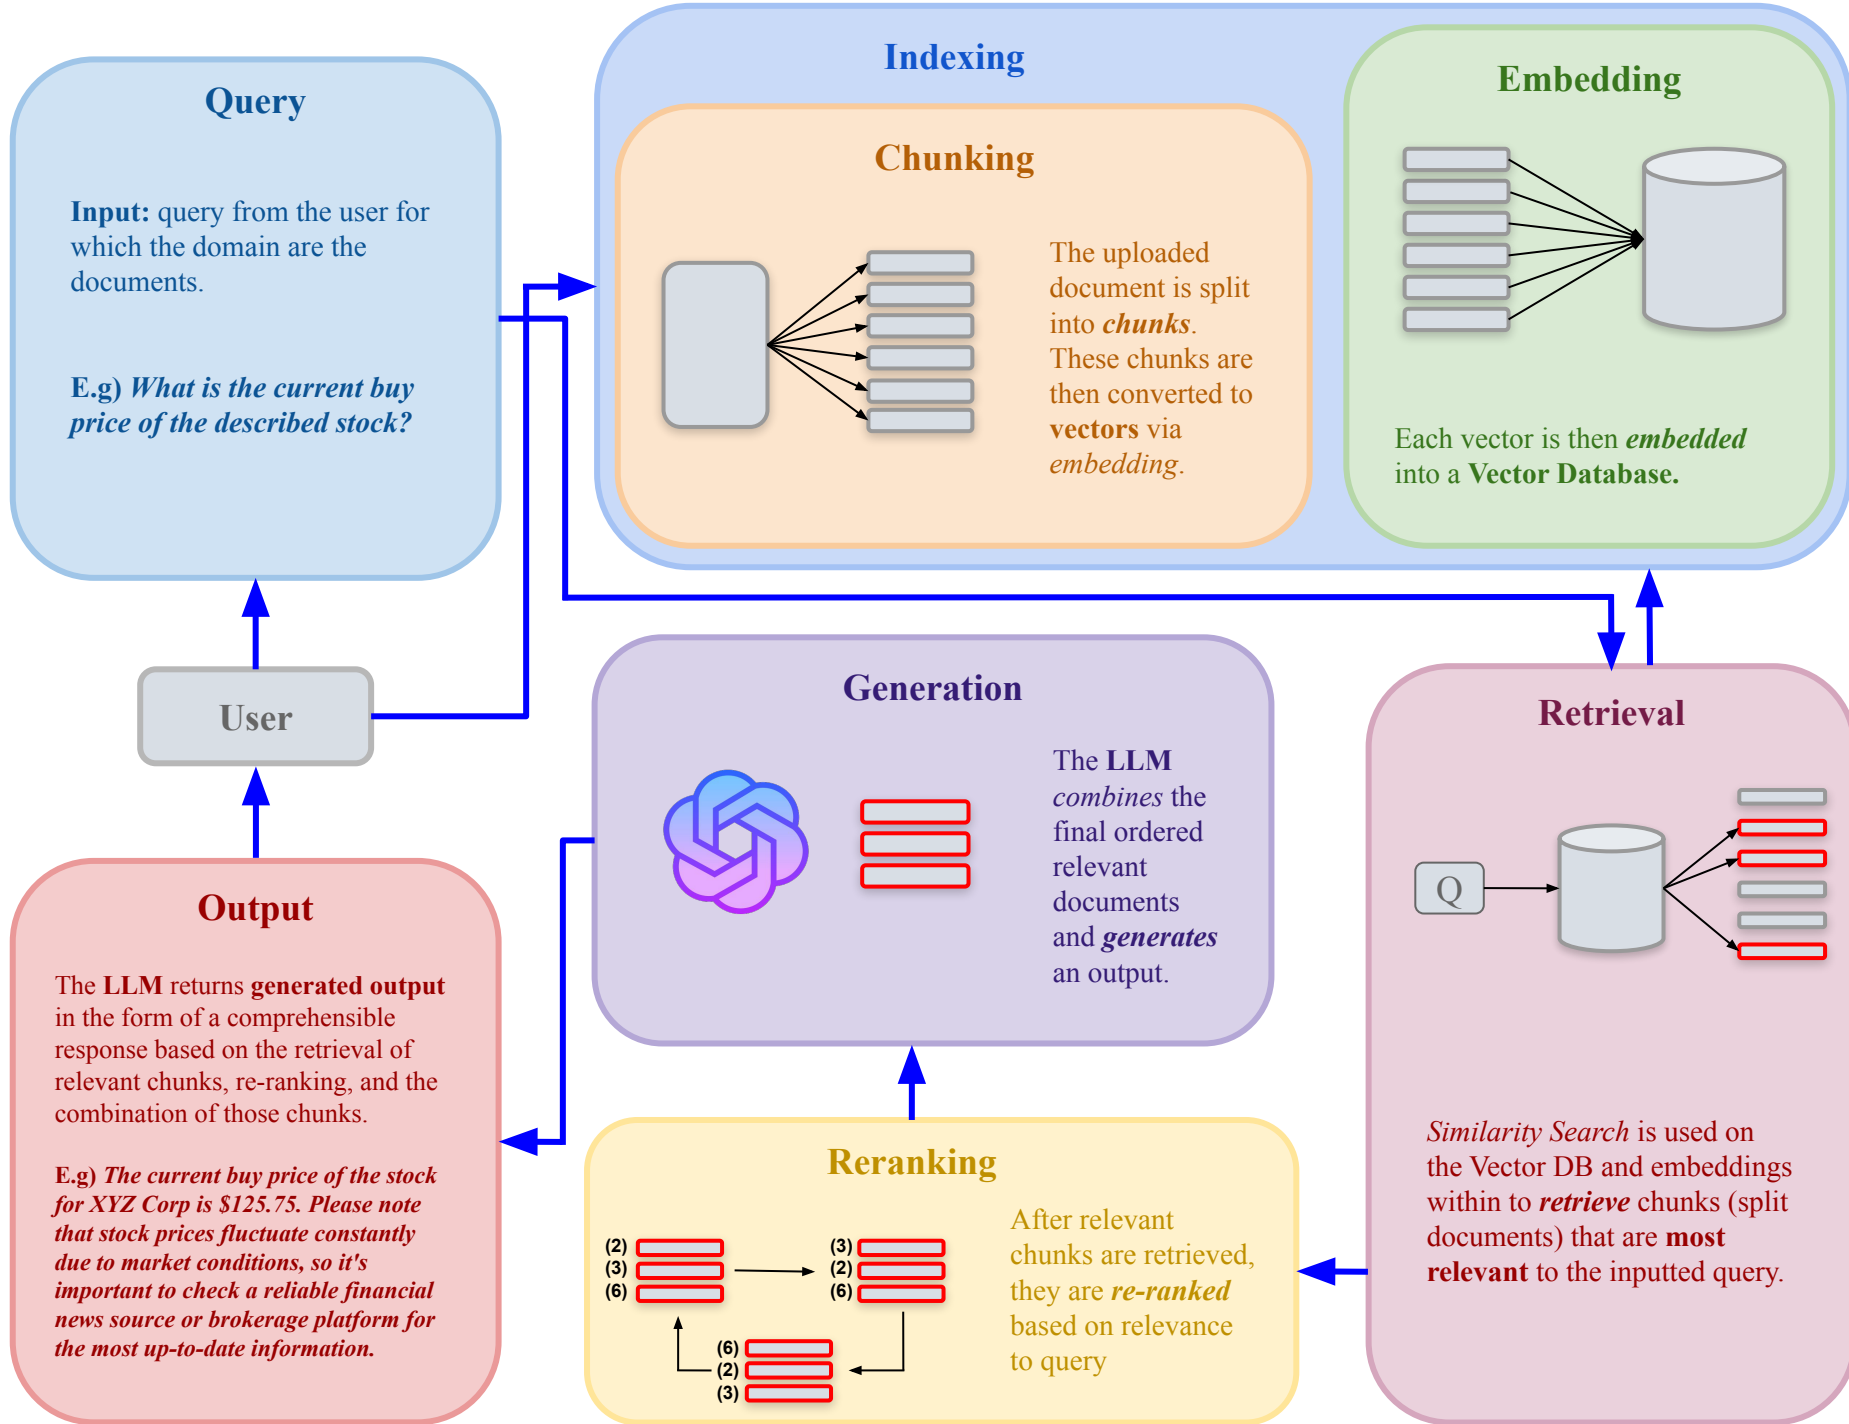 Query
Input: query from the user for
which the domain are the
documents.
E.g) What is the current buy
price of the described stock?
Indexing
Chunking
The uploaded
document is split
into chunks.
These chunks are
then converted to
vectors via
embedding.
Embedding
Each vector is then embedded
into a Vector Database.
User
Generation
The LLM
combines the
final ordered
relevant
documents
and generates
an output.
Retrieval
Q
Similarity Search is used on
the Vector DB and embeddings
within to retrieve chunks (split
documents) that are most
relevant to the inputted query.
Output
The LLM returns generated output
in the form of a comprehensible
response based on the retrieval of
relevant chunks, re-ranking, and the
combination of those chunks.
E.g) The current buy price of the stock
for XYZ Corp is $125.75. Please note
that stock prices fluctuate constantly
due to market conditions, so it's
important to check a reliable financial
news source or brokerage platform for
the most up-to-date information.
Reranking
(2)
(3)
(6)
(3)
(2)
(6)
(6)
(2)
(3)
After relevant
chunks are retrieved,
they are re-ranked
based on relevance
to query